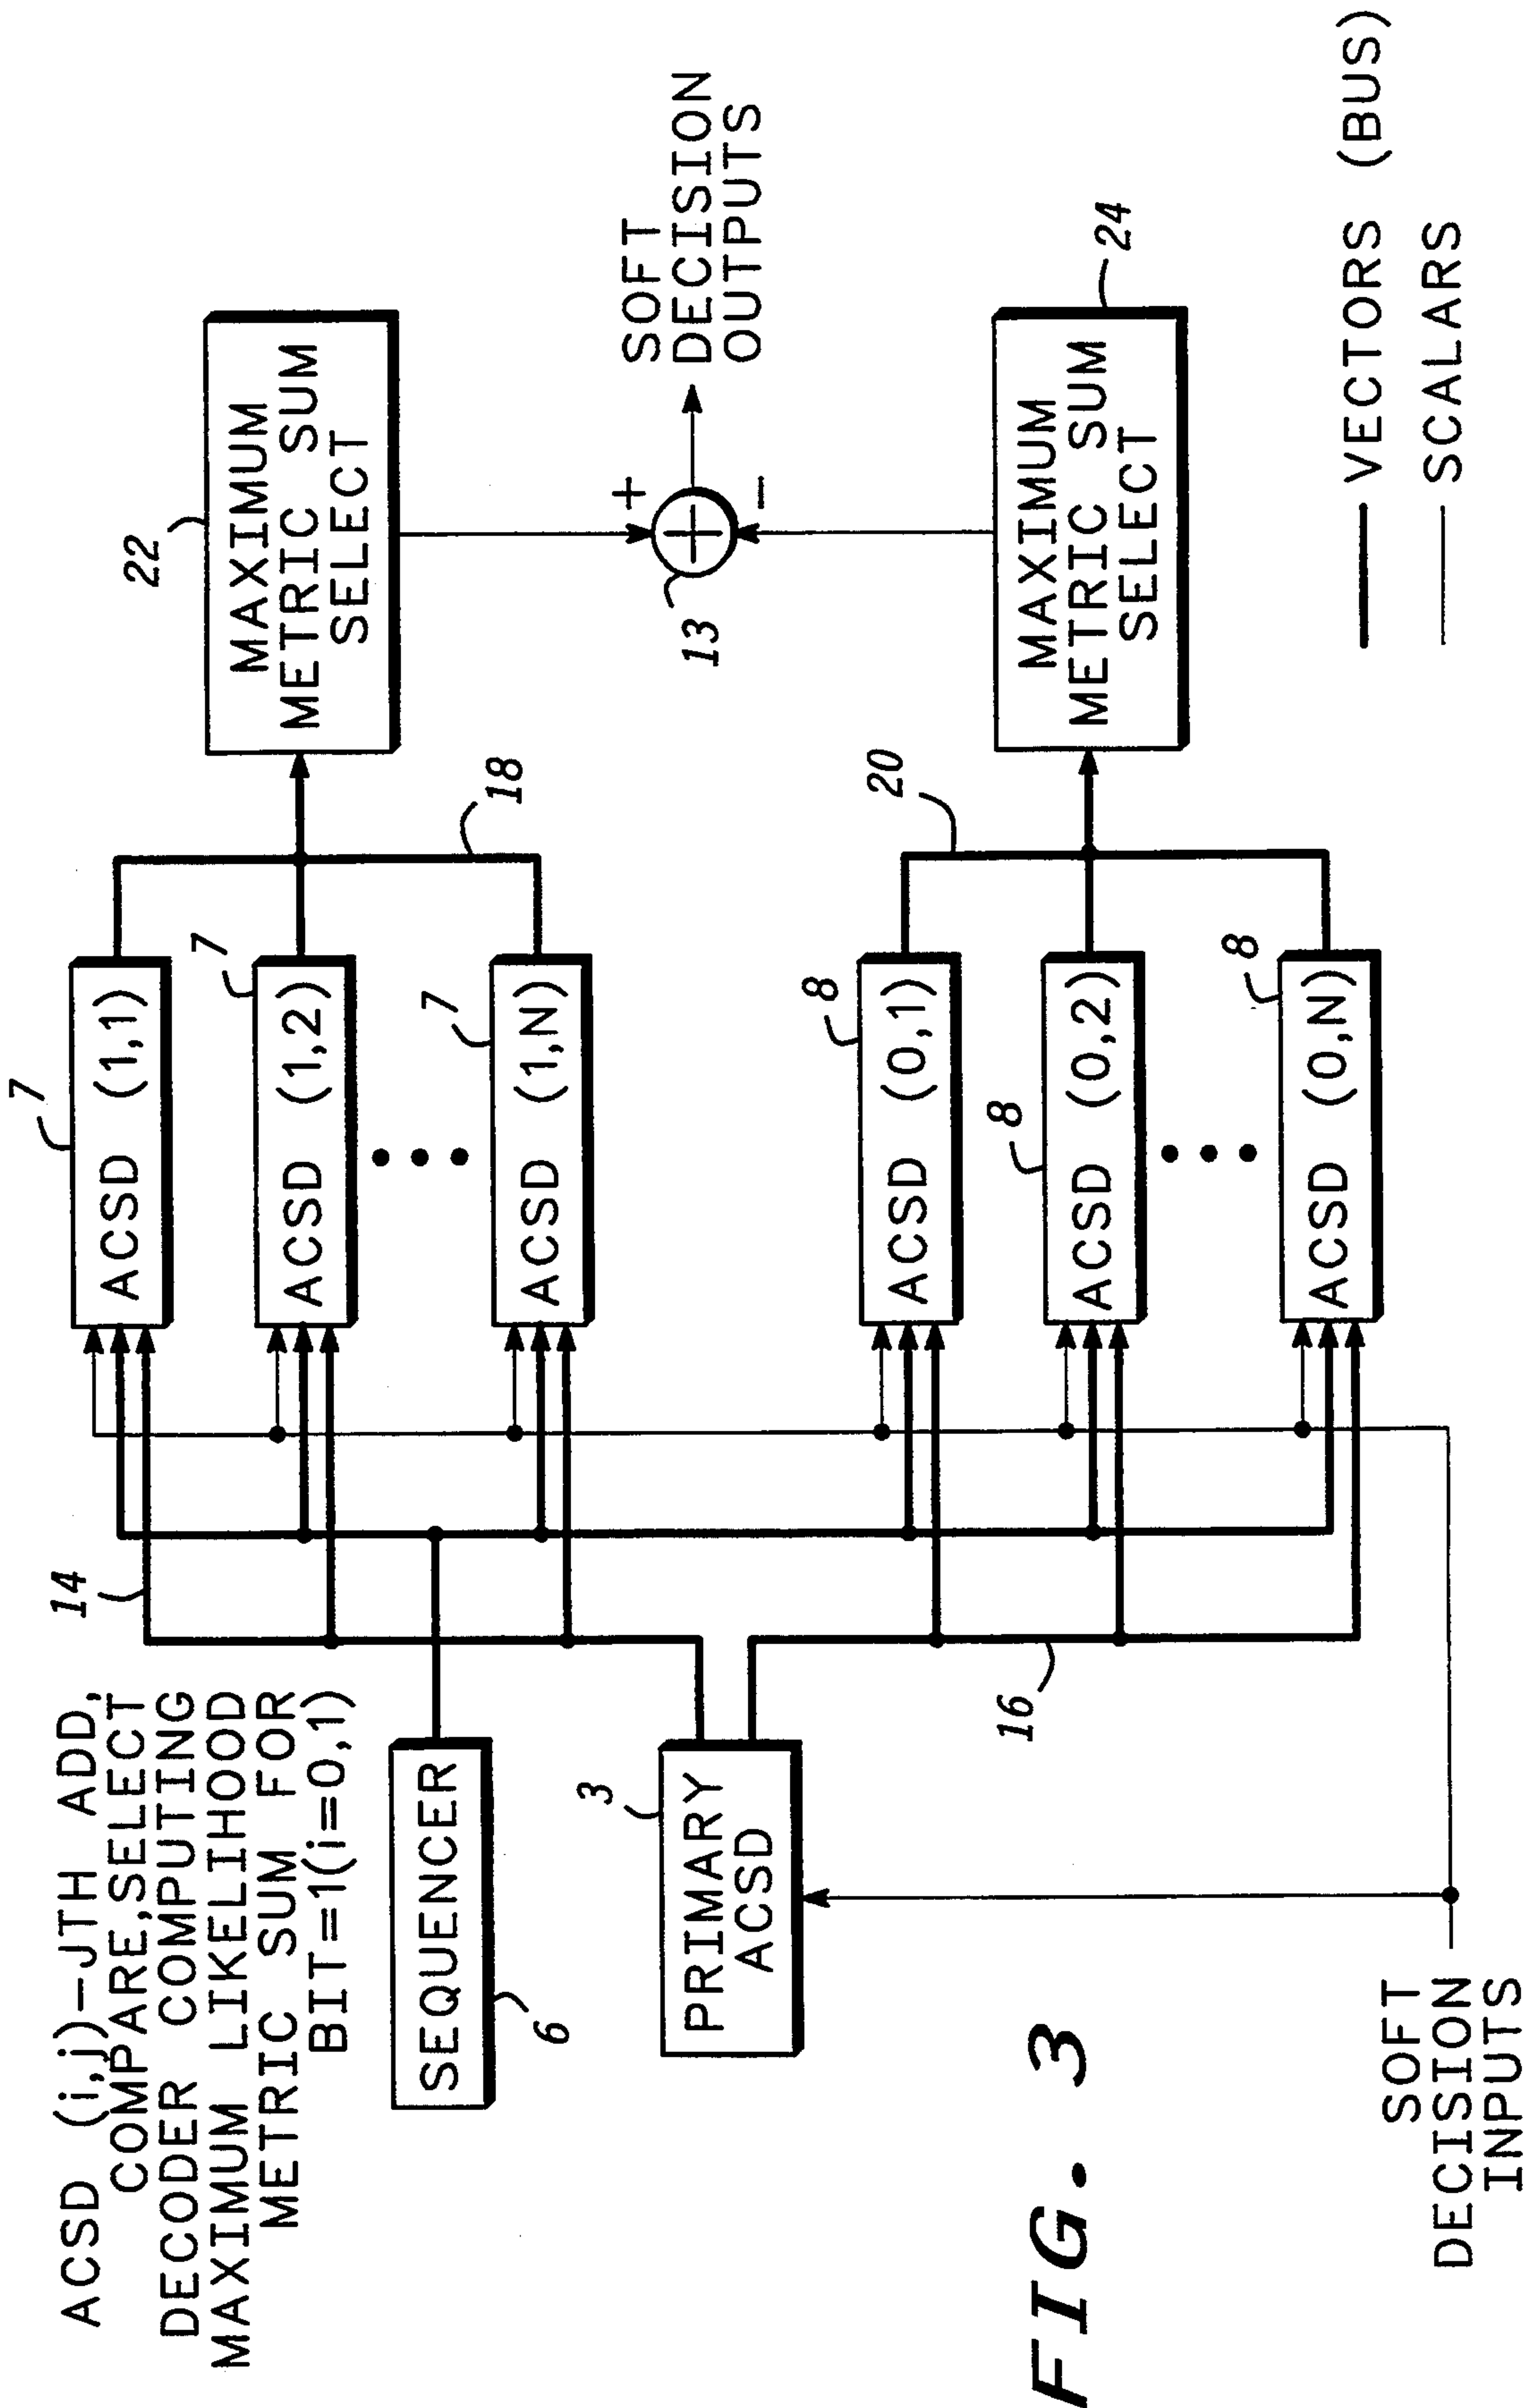 ACSD (i,j)-JTH ADD,
COMPARE,SELECT
DECODER COMPUTING
MAXIMUM LIKELIHOOD
METRIC SUM FOR
BIT=1(i=0,1)
SEQUENCER
6
PRIMARY
ACSD
3
14
16
7
ACSD (1,1)
7
ACSD (1,2)
7
ACSD (1,N)
8
ACSD (0,1)
8
ACSD (0,2)
8
ACSD (0,N)
18
20
22
MAXIMUM
METRIC SUM
SELECT
+
13
−
MAXIMUM
METRIC SUM
SELECT
24
SOFT
DECISION
OUTPUTS
SOFT
DECISION
INPUTS
VECTORS (BUS)
SCALARS
FIG. 3